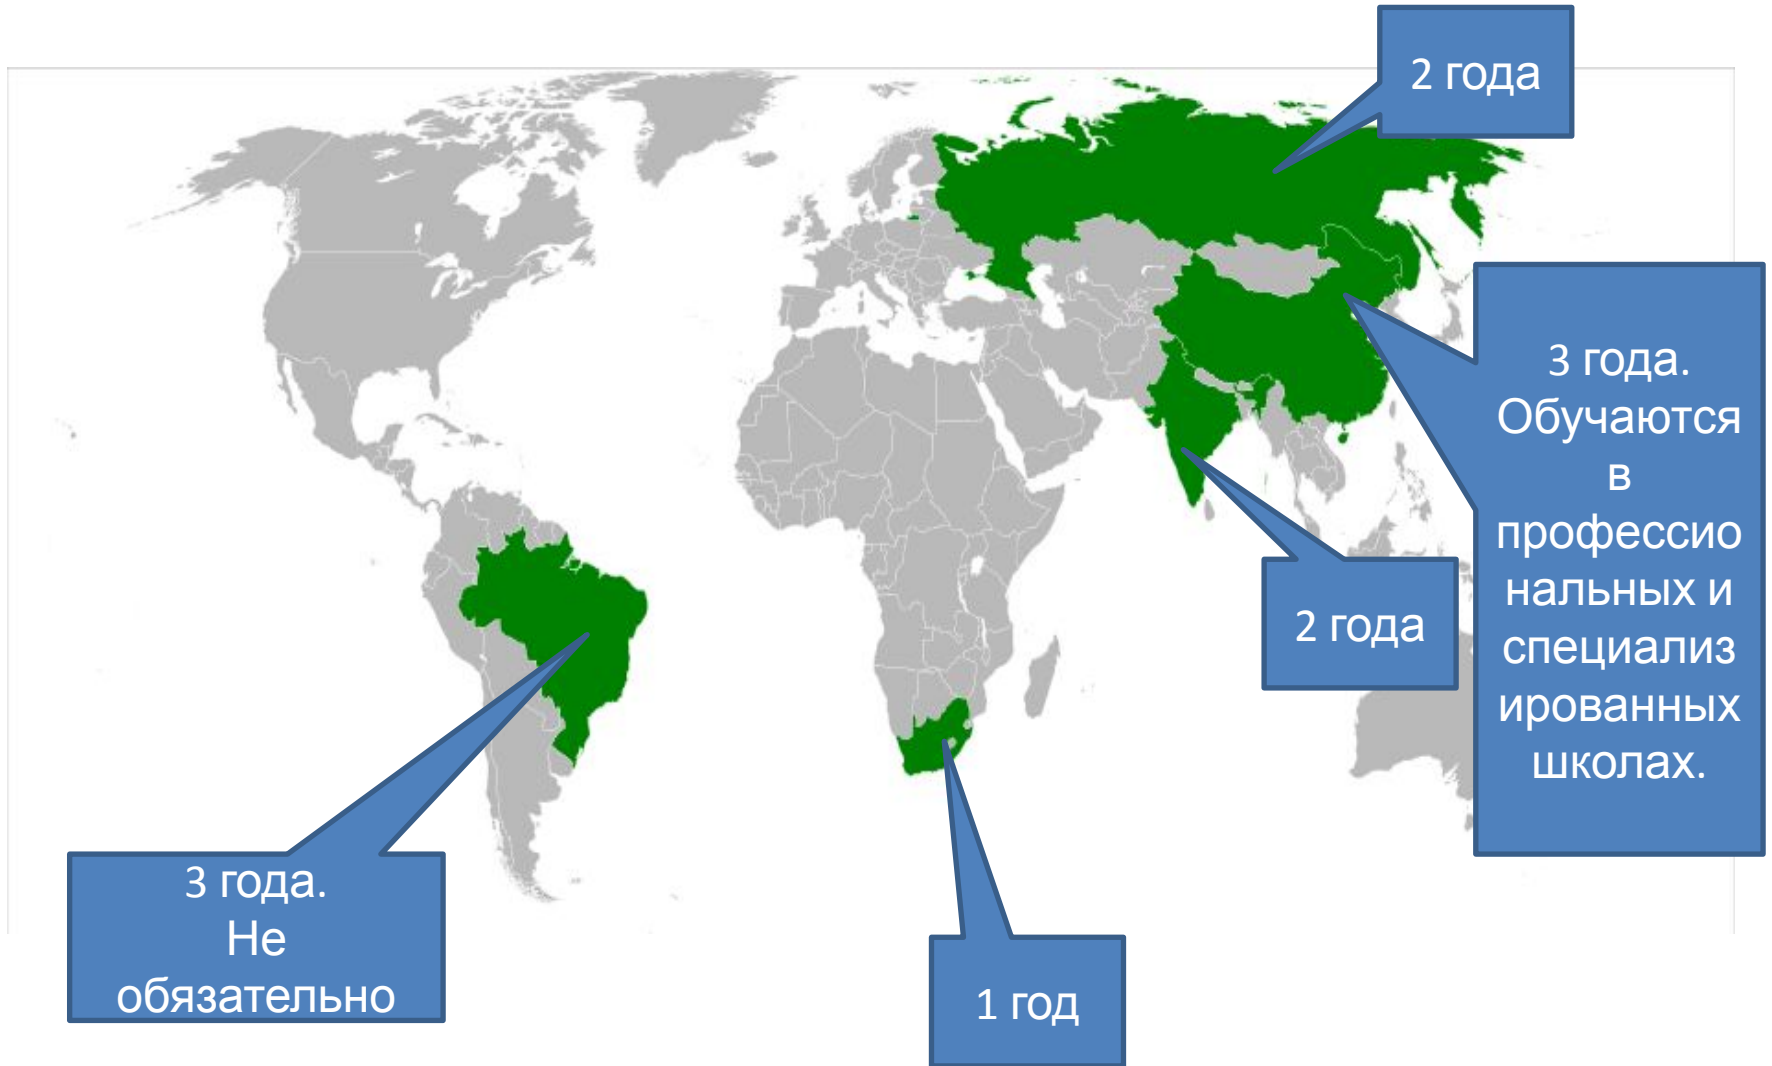 2 года
3 года.
Обучаются
в
профессио
нальных и
специализ
ированных
школах.
2 года
3 года.
Не
обязательно
1 год